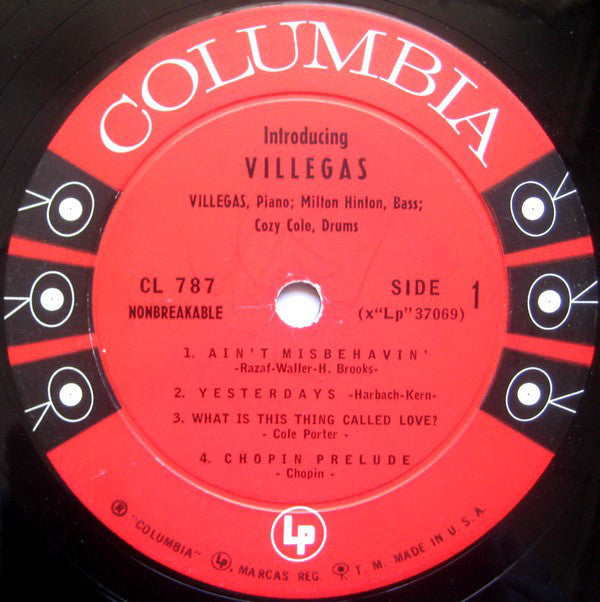 COLUMBIA
Introducing
VILLEGAS
VILLEGAS, Piano; Milton Hinton, Bass;
Cozy Cole, Drums
CL 787
NONBREAKABLE
SIDE 1
(x"Lp"37069)
1. AIN'T MISBEHAVIN'
-Razaf-Waller-H. Brooks-
2. YESTERDAYS -Harbach-Kern-
3. WHAT IS THIS THING CALLED LOVE?
- Cole Porter -
4. CHOPIN PRELUDE
- Chopin -
Lp
® "COLUMBIA" MARCAS REG. T. M. MADE IN U. S. A.